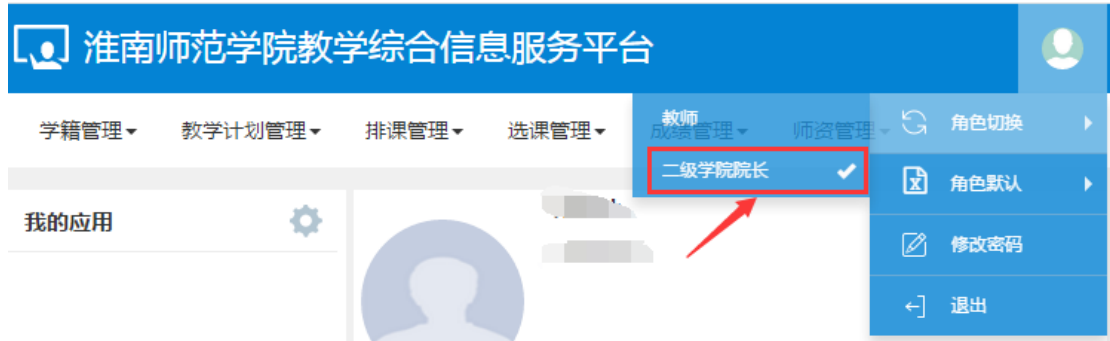 淮南师范学院教学综合信息服务平台
学籍管理 教学计划管理 排课管理 选课管理 成绩管理 师资管理
教师
二级学院院长
角色切换
角色默认
修改密码
退出
我的应用